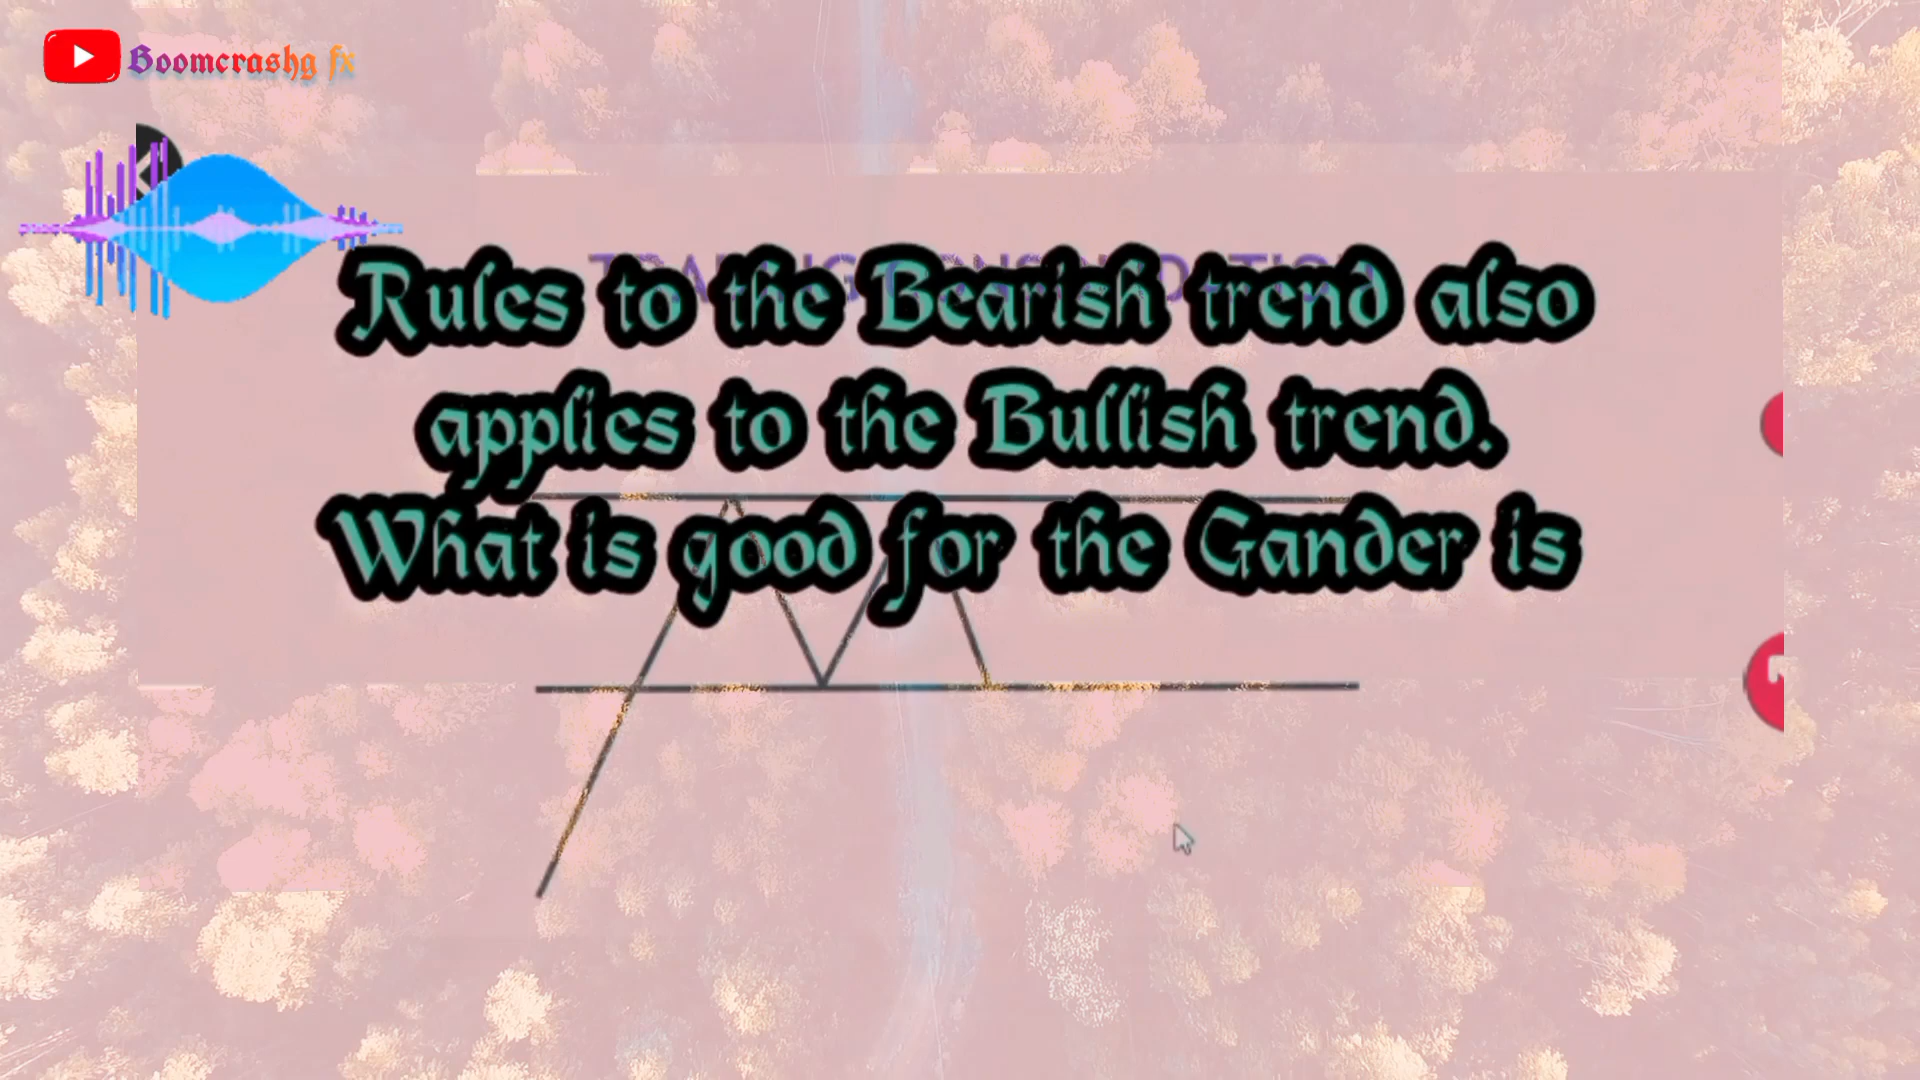 Boomcrashg fx
Rules to the Bearish trend also
applies to the Bullish trend.
What is good for the Gander is